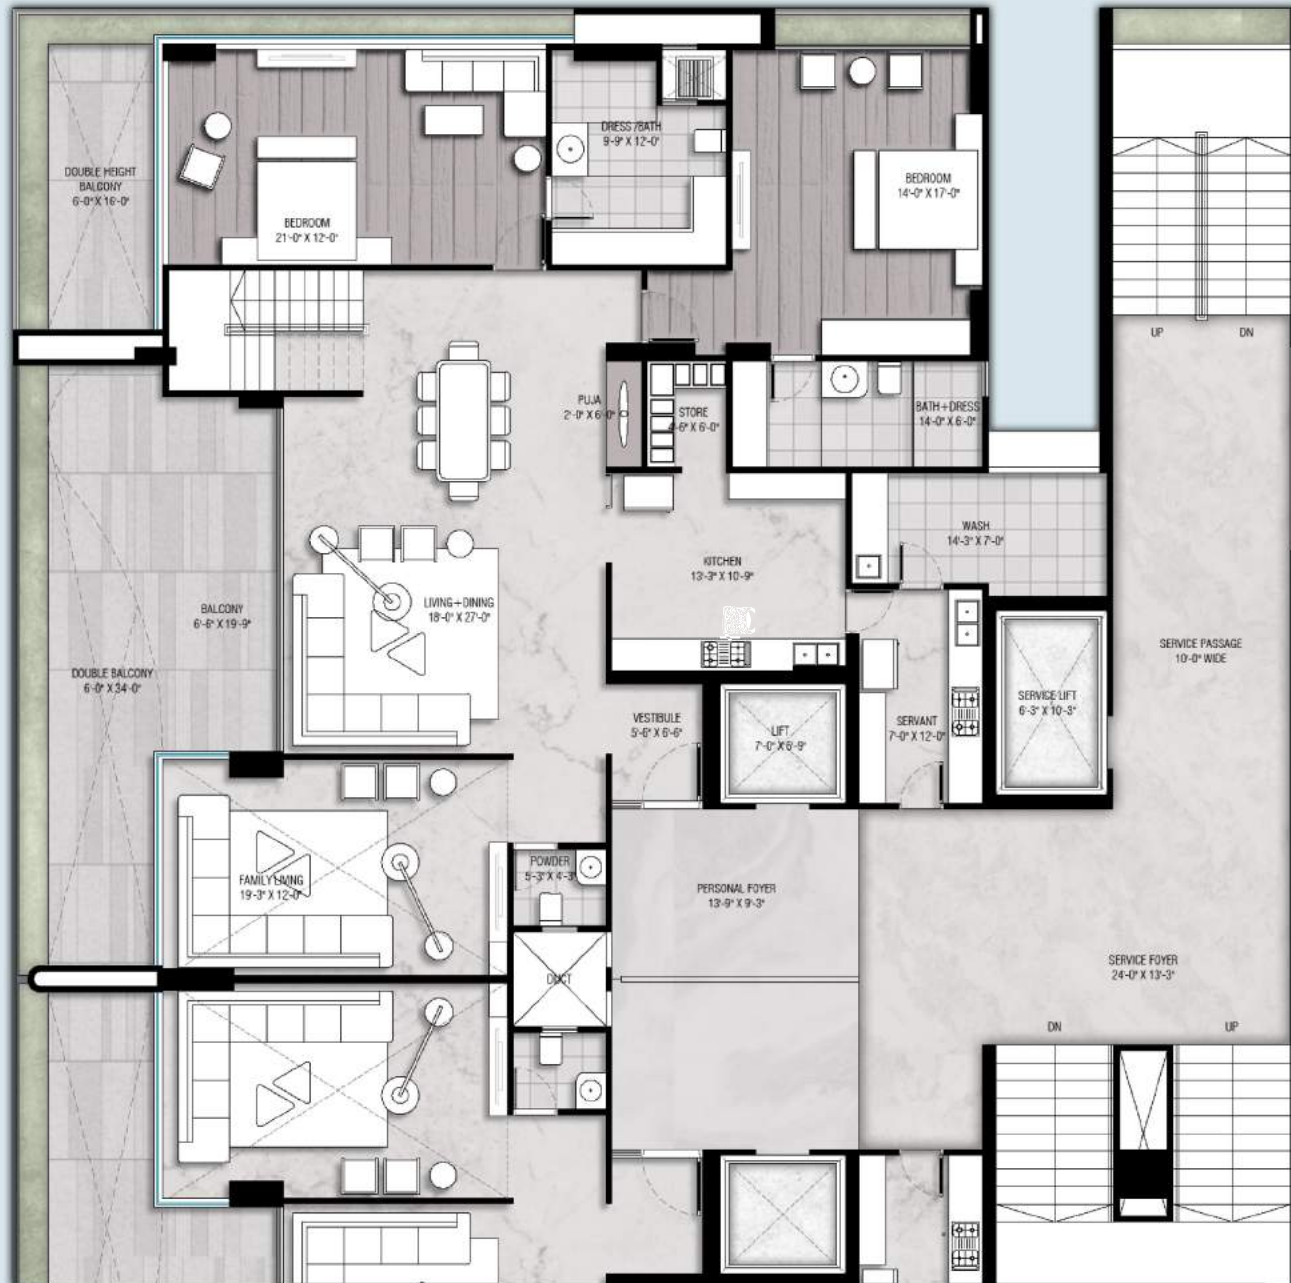 DRESS /BATH
9'-9" X 12'-0"
DOUBLE HEIGHT
BALCONY
6'-0" X 16'-0"
BEDROOM
14'-0" X 17'-0"
BEDROOM
21'-0" X 12'-0"
UP
DN
PUJA
2'-0" X 6'-0"
STORE
4'-6" X 6'-0"
BATH+DRESS
14'-0" X 6'-0"
WASH
14'-3" X 7'-0"
KITCHEN
13'-3" X 10'-9"
LIVING+DINING
18'-0" X 27'-0"
BALCONY
6'-6" X 19'-9"
SERVICE PASSAGE
10'-0" WIDE
DOUBLE BALCONY
6'-0" X 34'-0"
SERVICE LIFT
6'-3" X 10'-3"
VESTIBULE
5'-6" X 6'-6"
LIFT
7'-0" X 6'-9"
SERVANT
7'-0" X 12'-0"
POWDER
5'-3" X 4'-3"
FAMILY LIVING
19'-3" X 12'-0"
PERSONAL FOYER
13'-9" X 9'-3"
SERVICE FOYER
24'-0" X 13'-3"
DUCT
DN
UP